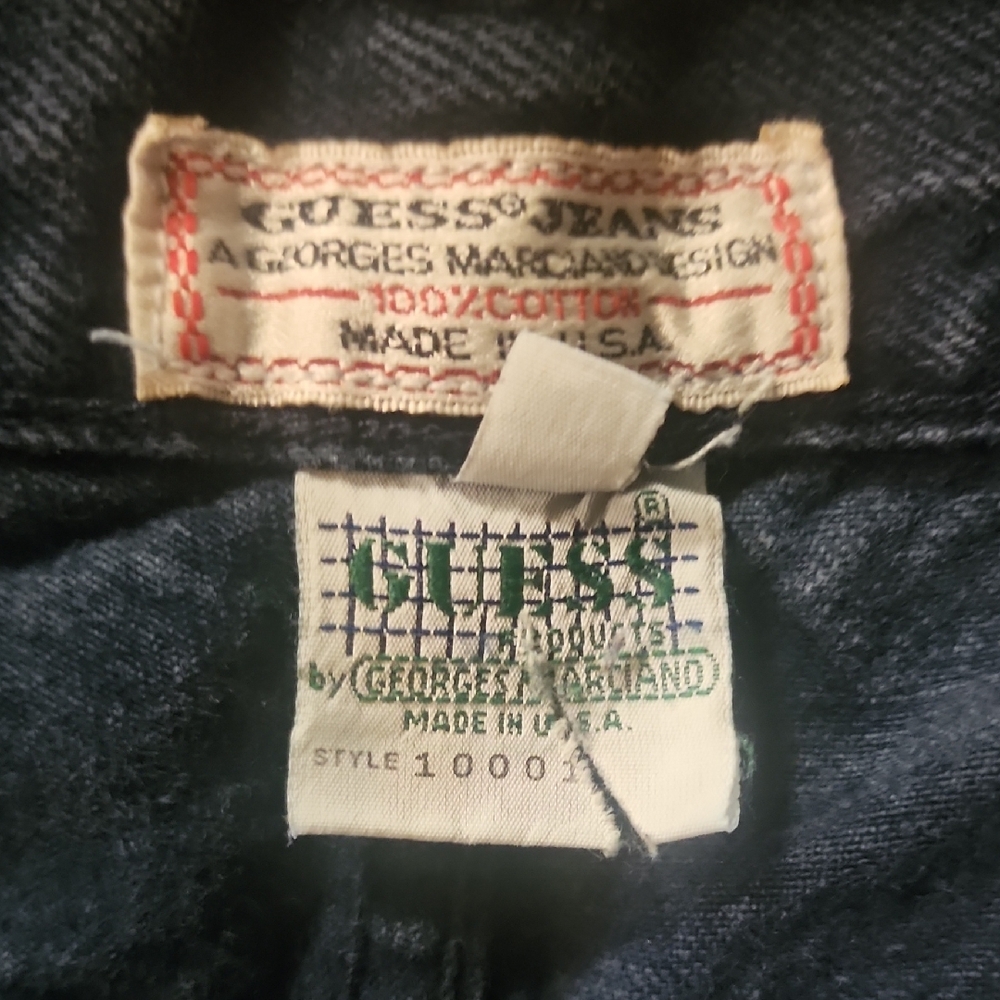 GUESS® JEANS
A GEORGES MARCIANO DESIGN
100% COTTON
MADE IN U.S.A.
®
GUESS
PRODUCTS
by GEORGES MARCIANO
MADE IN U.S.A.
STYLE 10001